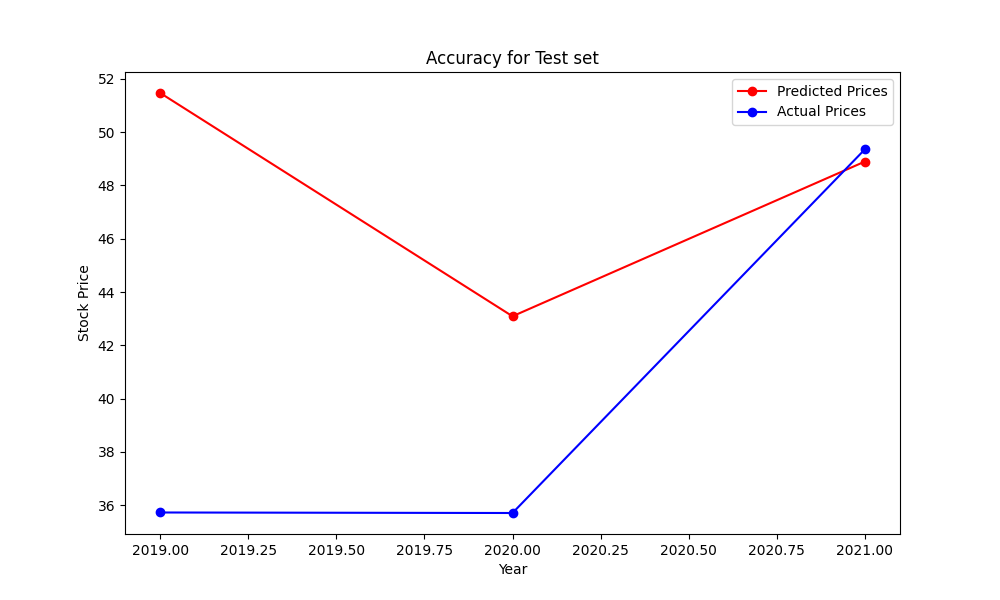 Accuracy for Test set
Predicted Prices
Actual Prices
52
50
48
46
44
42
40
38
36
Stock Price
2019.00 2019.25 2019.50 2019.75 2020.00 2020.25 2020.50 2020.75 2021.00
Year